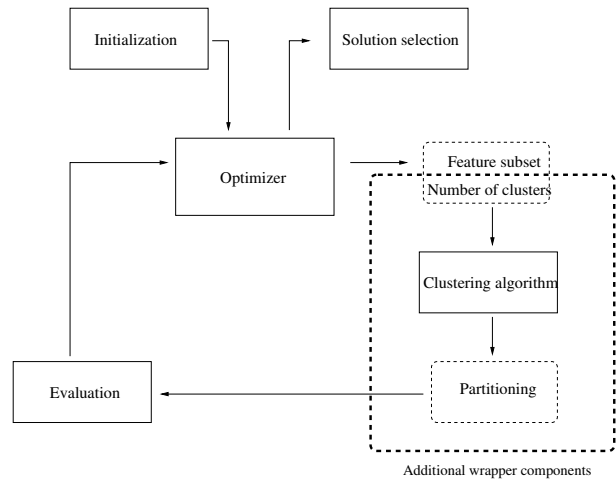 Initialization
Solution selection
Optimizer
Feature subset
Number of clusters
Clustering algorithm
Evaluation
Partitioning
Additional wrapper components